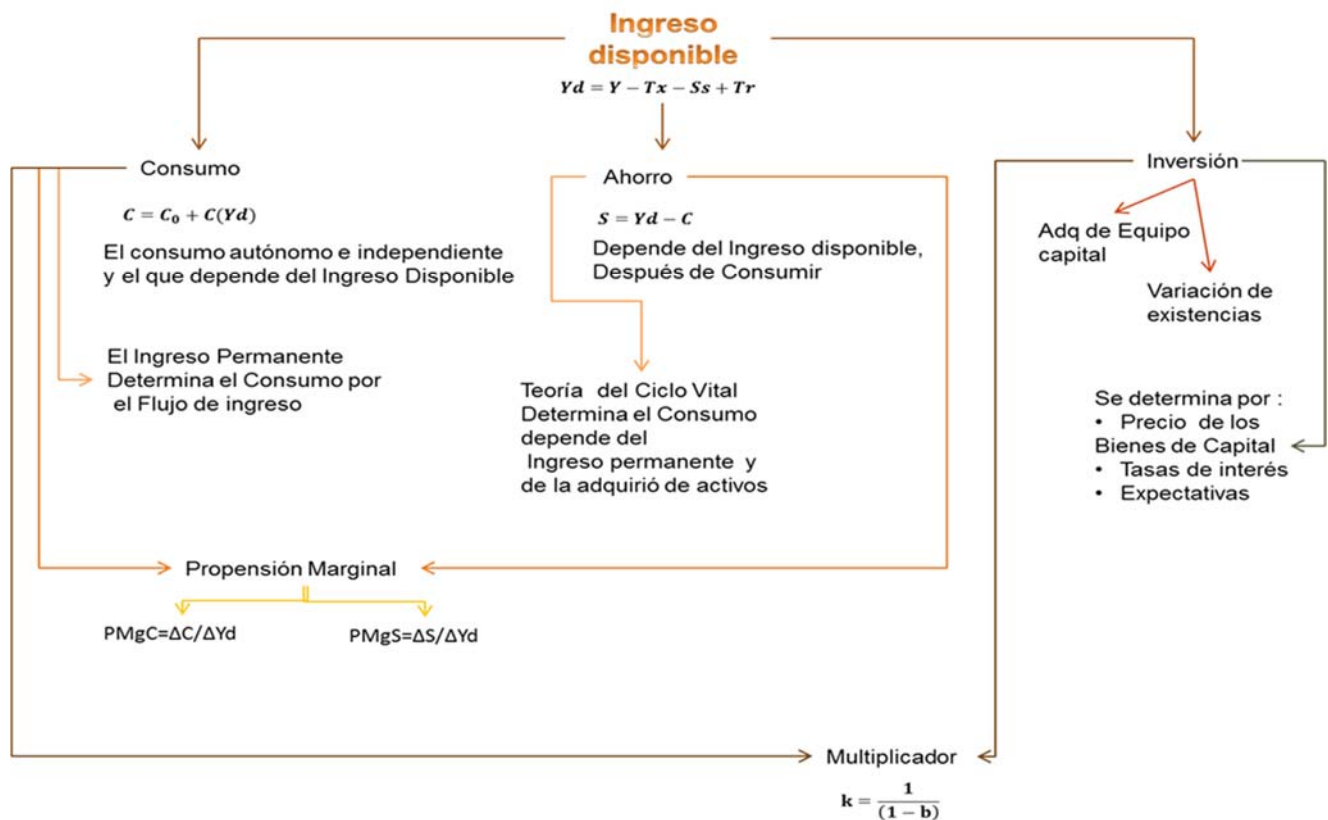 Ingreso
disponible
Yd = Y − Tx − Ss + Tr
Consumo
C = C₀ + C(Yd)
El consumo autónomo e independiente
y el que depende del Ingreso Disponible
El Ingreso Permanente
Determina el Consumo por
el Flujo de ingreso
Ahorro
S = Yd − C
Depende del Ingreso disponible,
Después de Consumir
Teoría del Ciclo Vital
Determina el Consumo
depende del
Ingreso permanente y
de la adquirió de activos
Inversión
Adq de Equipo
capital
Variación de
existencias
Se determina por :
• Precio de los
Bienes de Capital
• Tasas de interés
• Expectativas
Propensión Marginal
PMgC=ΔC/ΔYd
PMgS=ΔS/ΔYd
Multiplicador
k = 1
(1 − b)